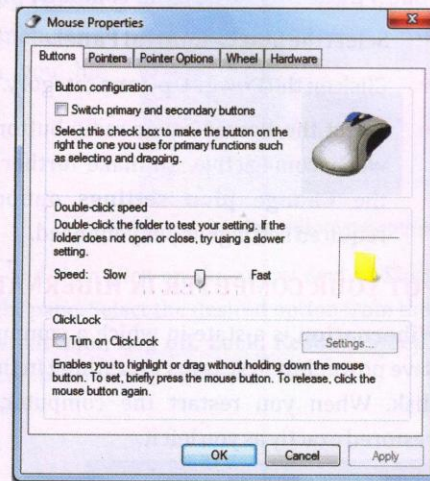 Mouse Properties
Buttons Pointers Pointer Options Wheel Hardware
Button configuration
Switch primary and secondary buttons
Select this check box to make the button on the
right the one you use for primary functions such
as selecting and dragging.
Double-click speed
Double-click the folder to test your setting. If the
folder does not open or close, try using a slower
setting.
Speed: Slow Fast
ClickLock
Turn on ClickLock
Settings...
Enables you to highlight or drag without holding down the mouse
button. To set, briefly press the mouse button. To release, click the
mouse button again.
OK Cancel Apply